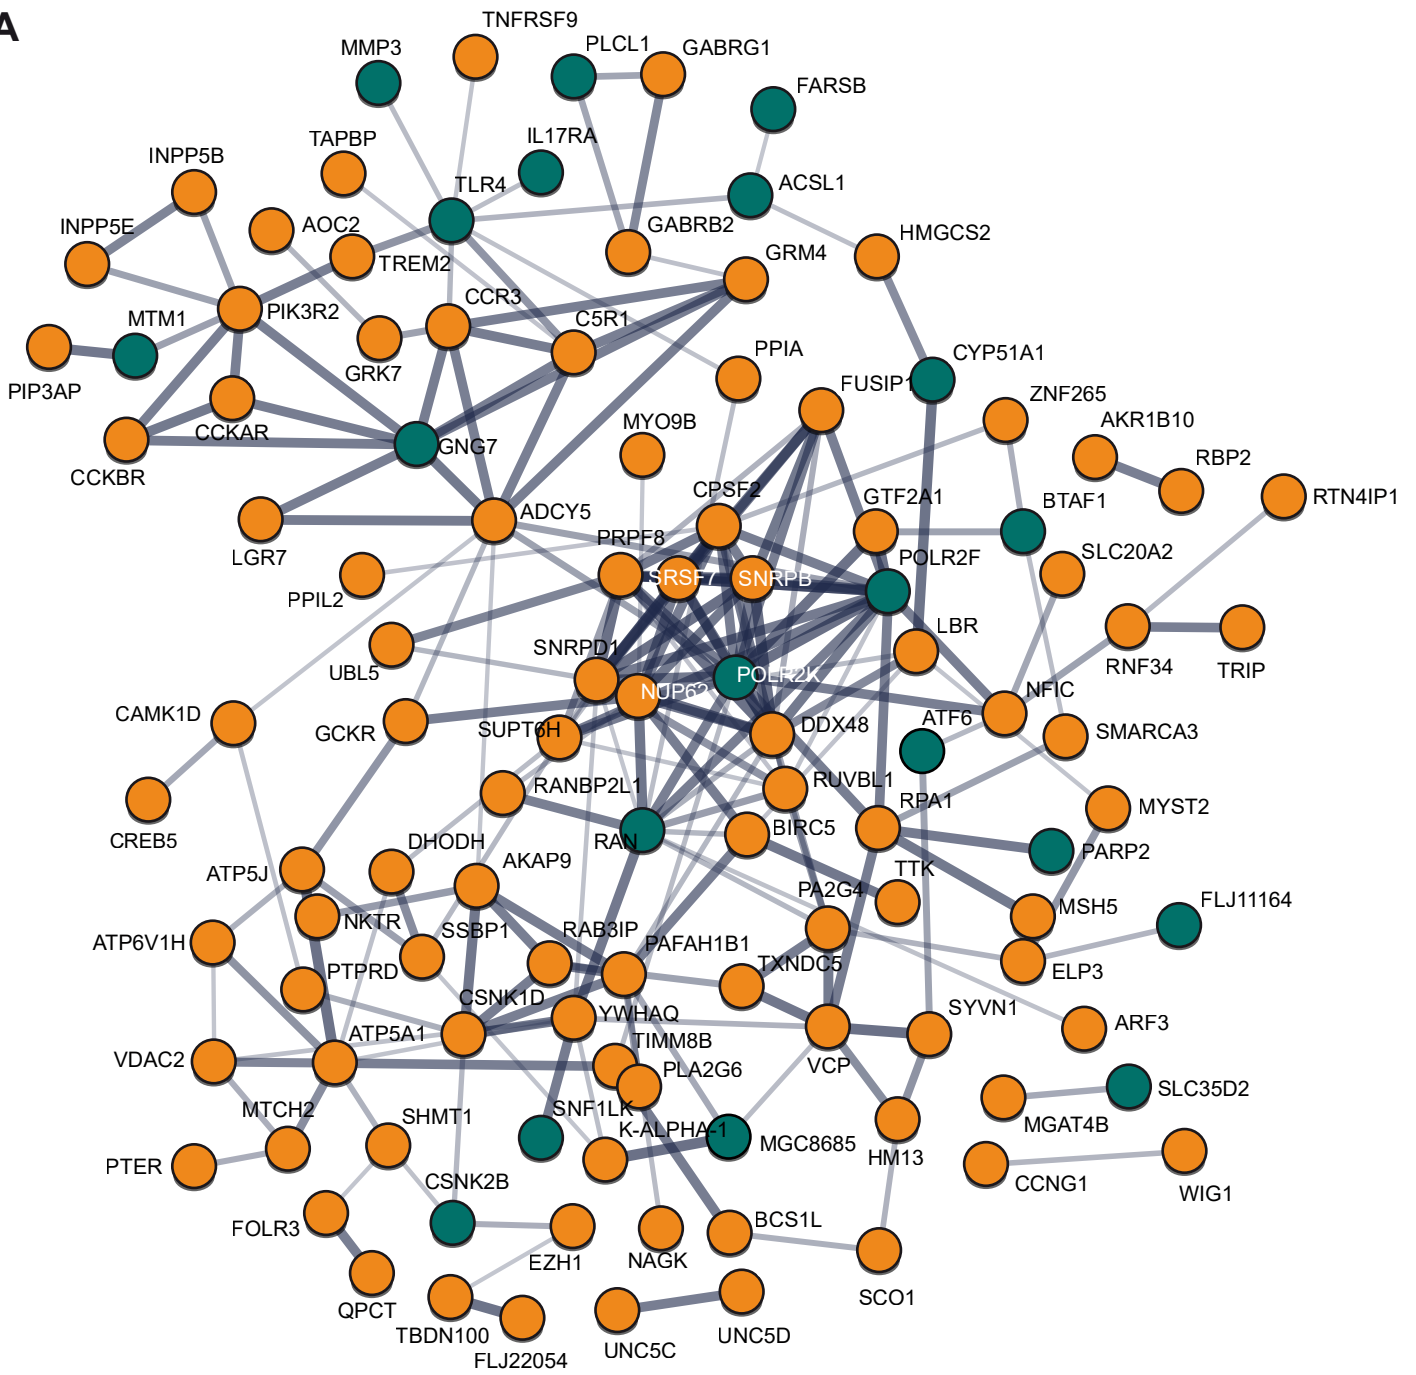 A
TNFRSF9
MMP3
PLCL1
GABRG1
FARSB
TAPBP
IL17RA
INPP5B
TLR4
ACSL1
INPP5E
AOC2
GABRB2
HMGCS2
TREM2
GRM4
CCR3
PIK3R2
MTM1
C5R1
GRK7
PPIA
CYP51A1
PIP3AP
FUSIP1
ZNF265
AKR1B10
MYO9B
CCKAR
GNG7
RBP2
CCKBR
CPSF2
GTF2A1
BTAF1
RTN4IP1
ADCY5
PRPF8
LGR7
POLR2F
SLC20A2
SRSF7
SNRPB
PPIL2
LBR
SNRPD1
UBL5
POLR2K
RNF34
TRIP
NUP62
NFIC
CAMK1D
GCKR
SUPT6H
DDX48
ATF6
SMARCA3
RANBP2L1
RUVBL1
RPA1
MYST2
CREB5
DHODH
RAN
BIRC5
PARP2
ATP5J
AKAP9
TTK
PA2G4
FLJ11164
NKTR
MSH5
ATP6V1H
SSBP1
RAB3IP
PAFAH1B1
TXNDC5
ELP3
PTPRD
CSNK1D
SYVN1
YWHAQ
ARF3
ATP5A1
TIMM8B
VDAC2
VCP
PLA2G6
SLC35D2
MTCH2
SHMT1
SNF1LK
MGAT4B
K-ALPHA-1
MGC8685
PTER
HM13
CSNK2B
CCNG1
WIG1
FOLR3
BCS1L
EZH1
NAGK
SCO1
QPCT
TBDN100
UNC5D
UNC5C
FLJ22054